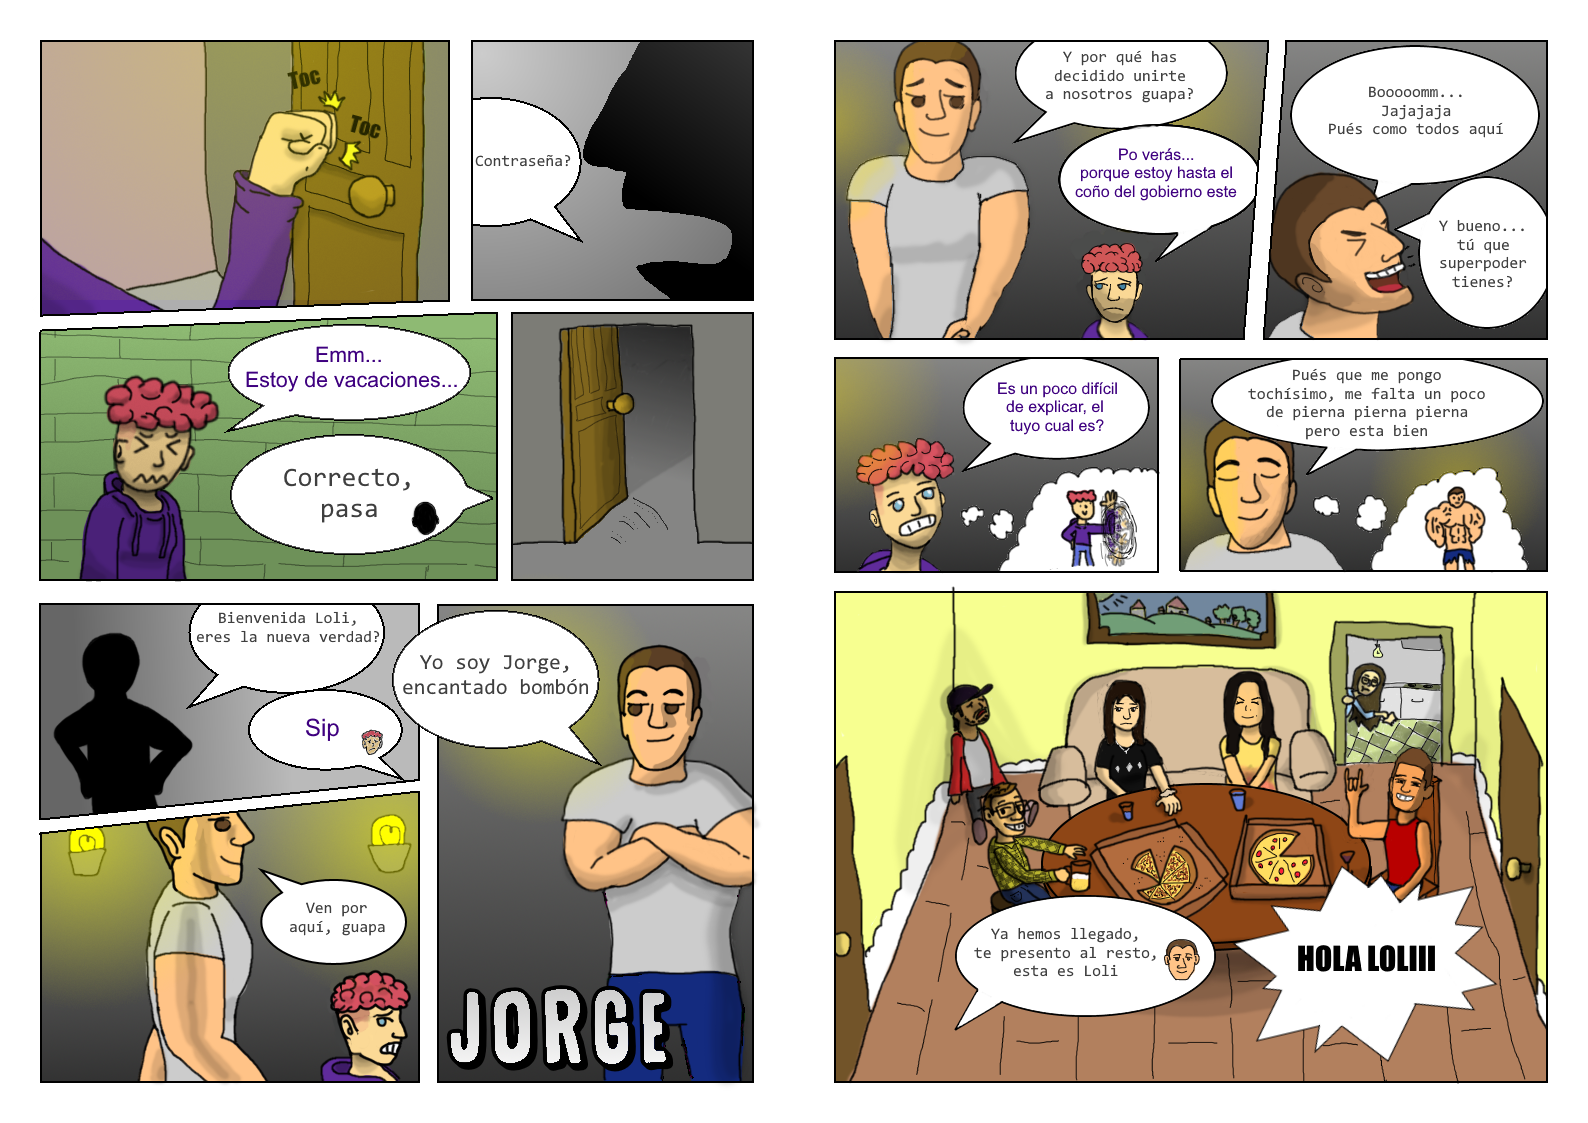 Toc
Toc
Contraseña?
Emm...
Estoy de vacaciones...
Correcto,
pasa
Bienvenida Loli,
eres la nueva verdad?
Sip
Yo soy Jorge,
encantado bombón
Ven por
aquí, guapa
JORGE
Y por qué has
decidido unirte
a nosotros guapa?
Po verás...
porque estoy hasta el
coño del gobierno este
Booooomm...
Jajajaja
Pués como todos aquí
Y bueno...
tú que
superpoder
tienes?
Es un poco difícil
de explicar, el
tuyo cual es?
Pués que me pongo
tochísimo, me falta un poco
de pierna pierna pierna
pero esta bien
Ya hemos llegado,
te presento al resto,
esta es Loli
HOLA LOLIII